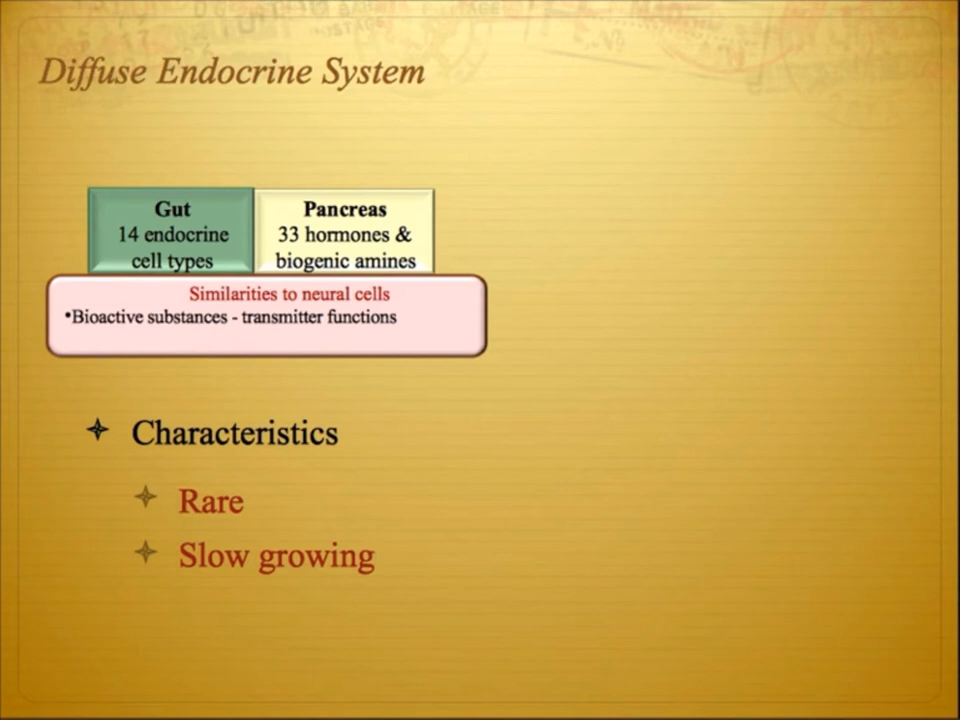 Diffuse Endocrine System
Gut
14 endocrine
cell types
Pancreas
33 hormones &
biogenic amines
Similarities to neural cells
•Bioactive substances - transmitter functions
Characteristics
Rare
Slow growing